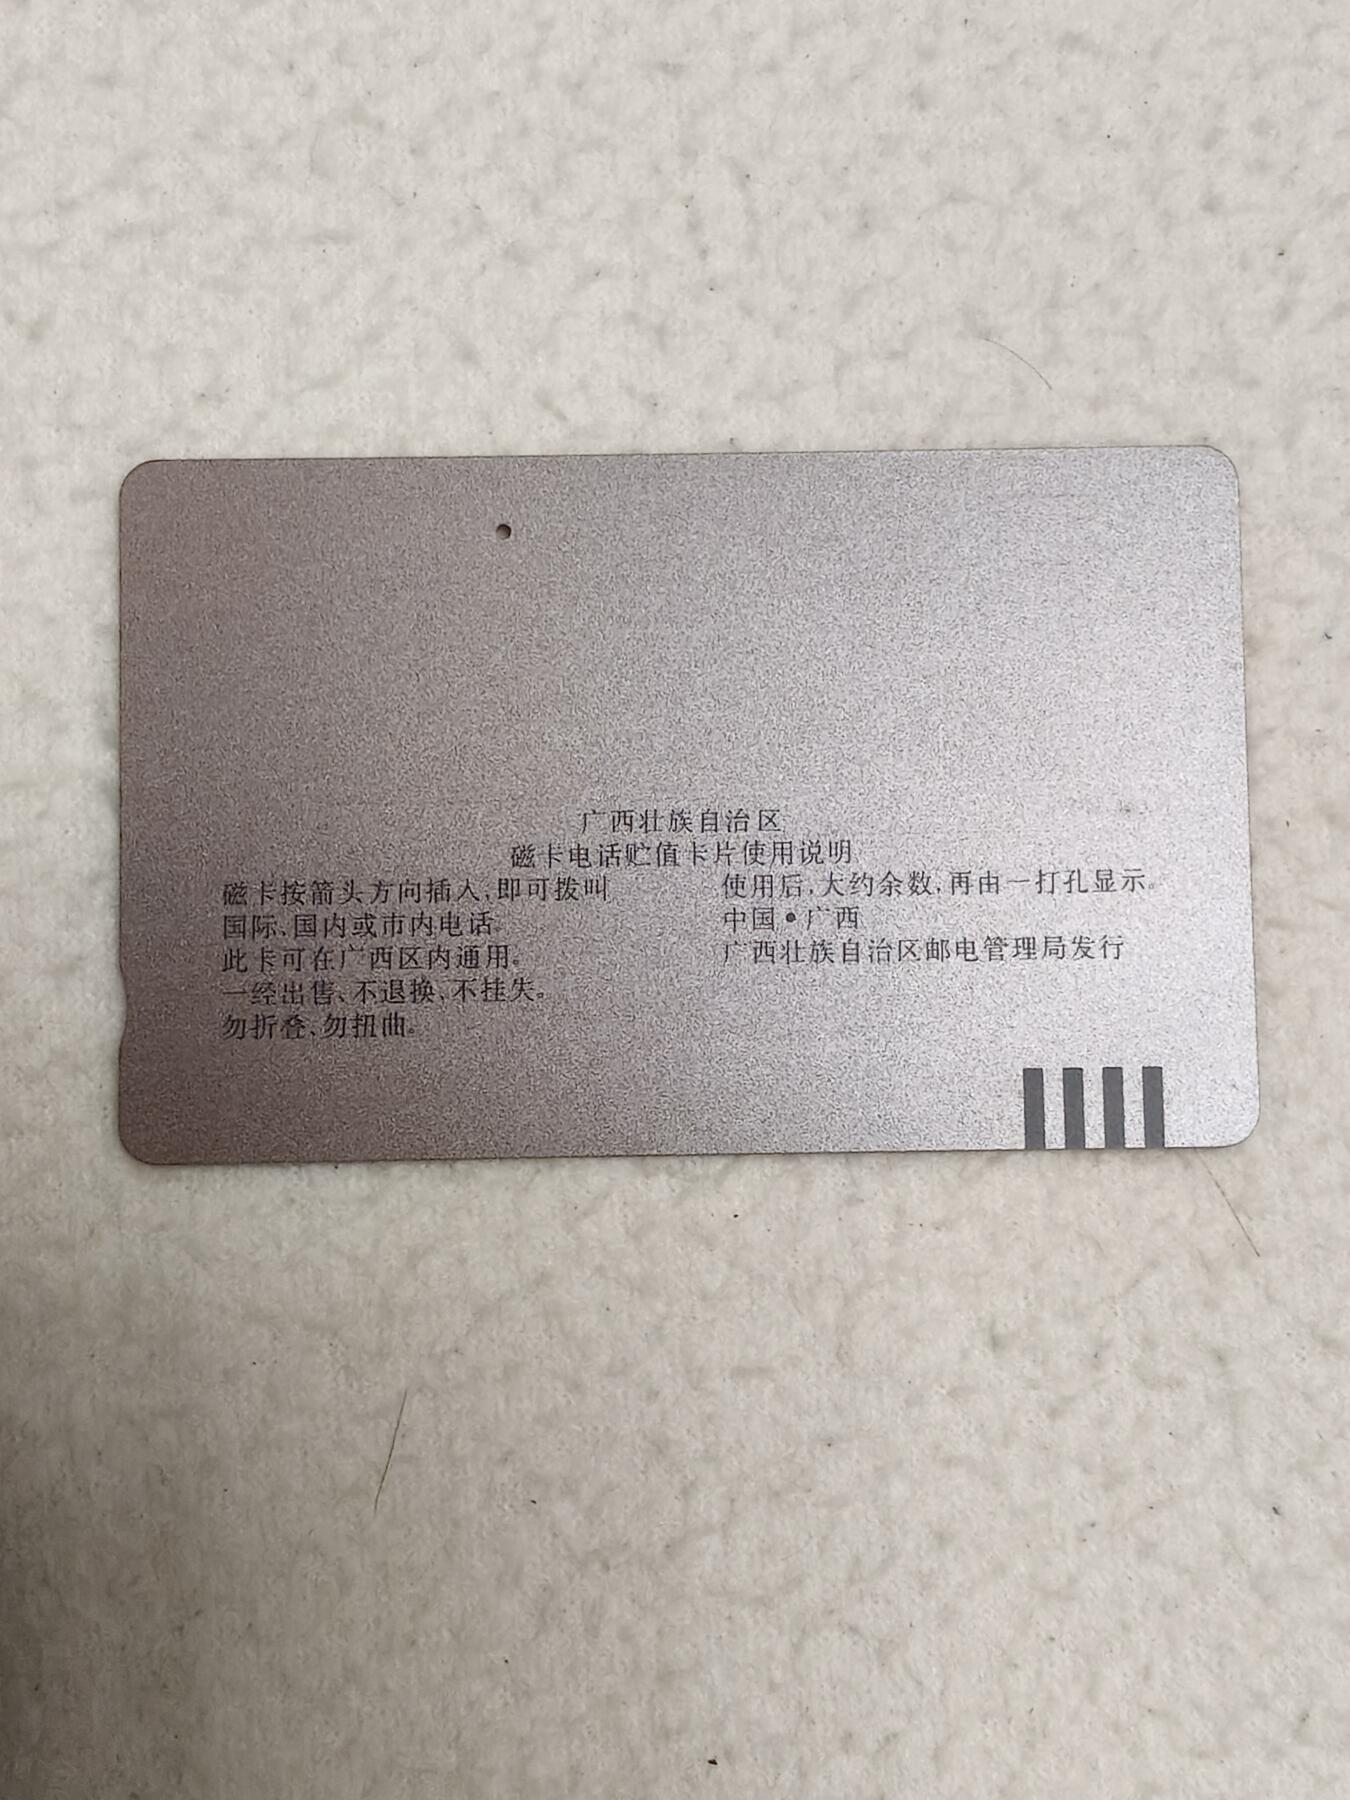 广西壮族自治区
磁卡电话贮值卡片使用说明
磁卡按箭头方向插入,即可拨叫
国际、国内或市内电话。
此卡可在广西区内通用。
一经出售、不退换、不挂失。
勿折叠、勿扭曲。
使用后,大约余数,再由一打孔显示。
中国•广西
广西壮族自治区邮电管理局发行